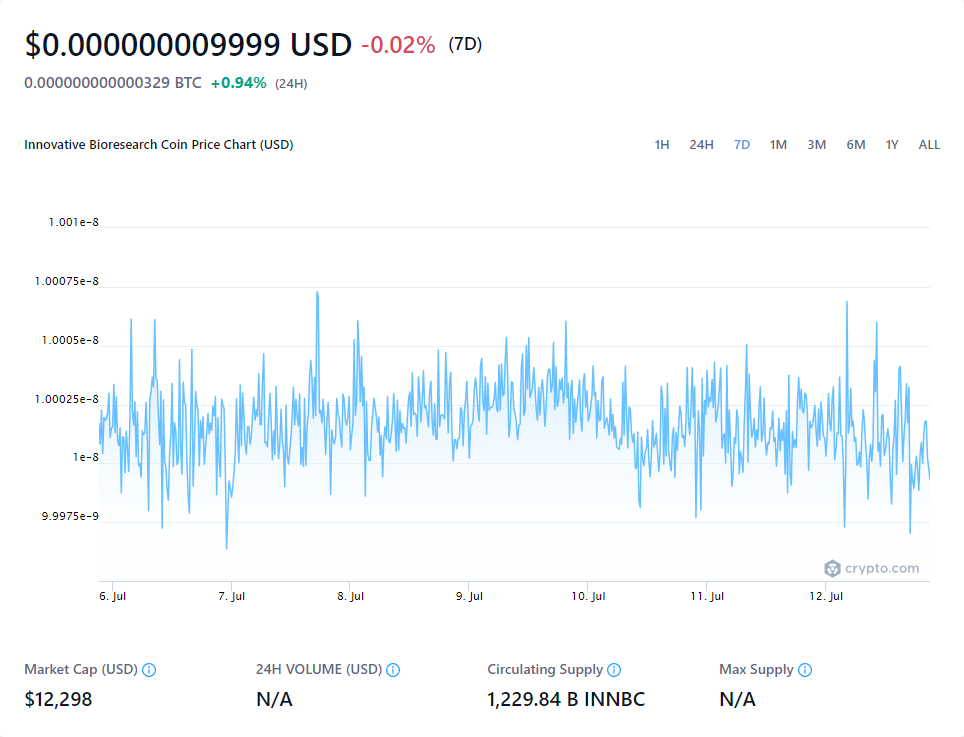 $0.000000009999 USD -0.02% (7D)
0.000000000000329 BTC +0.94% (24H)
Innovative Bioresearch Coin Price Chart (USD) 1H 24H 7D 1M 3M 6M 1Y ALL
1.001e-8
1.00075e-8
1.0005e-8
1.00025e-8
1e-8
9.9975e-9
crypto.com
6. Jul 7. Jul 8. Jul 9. Jul 10. Jul 11. Jul 12. Jul
Market Cap (USD) 24H VOLUME (USD) Circulating Supply Max Supply
$12,298 N/A 1,229.84 B INNBC N/A